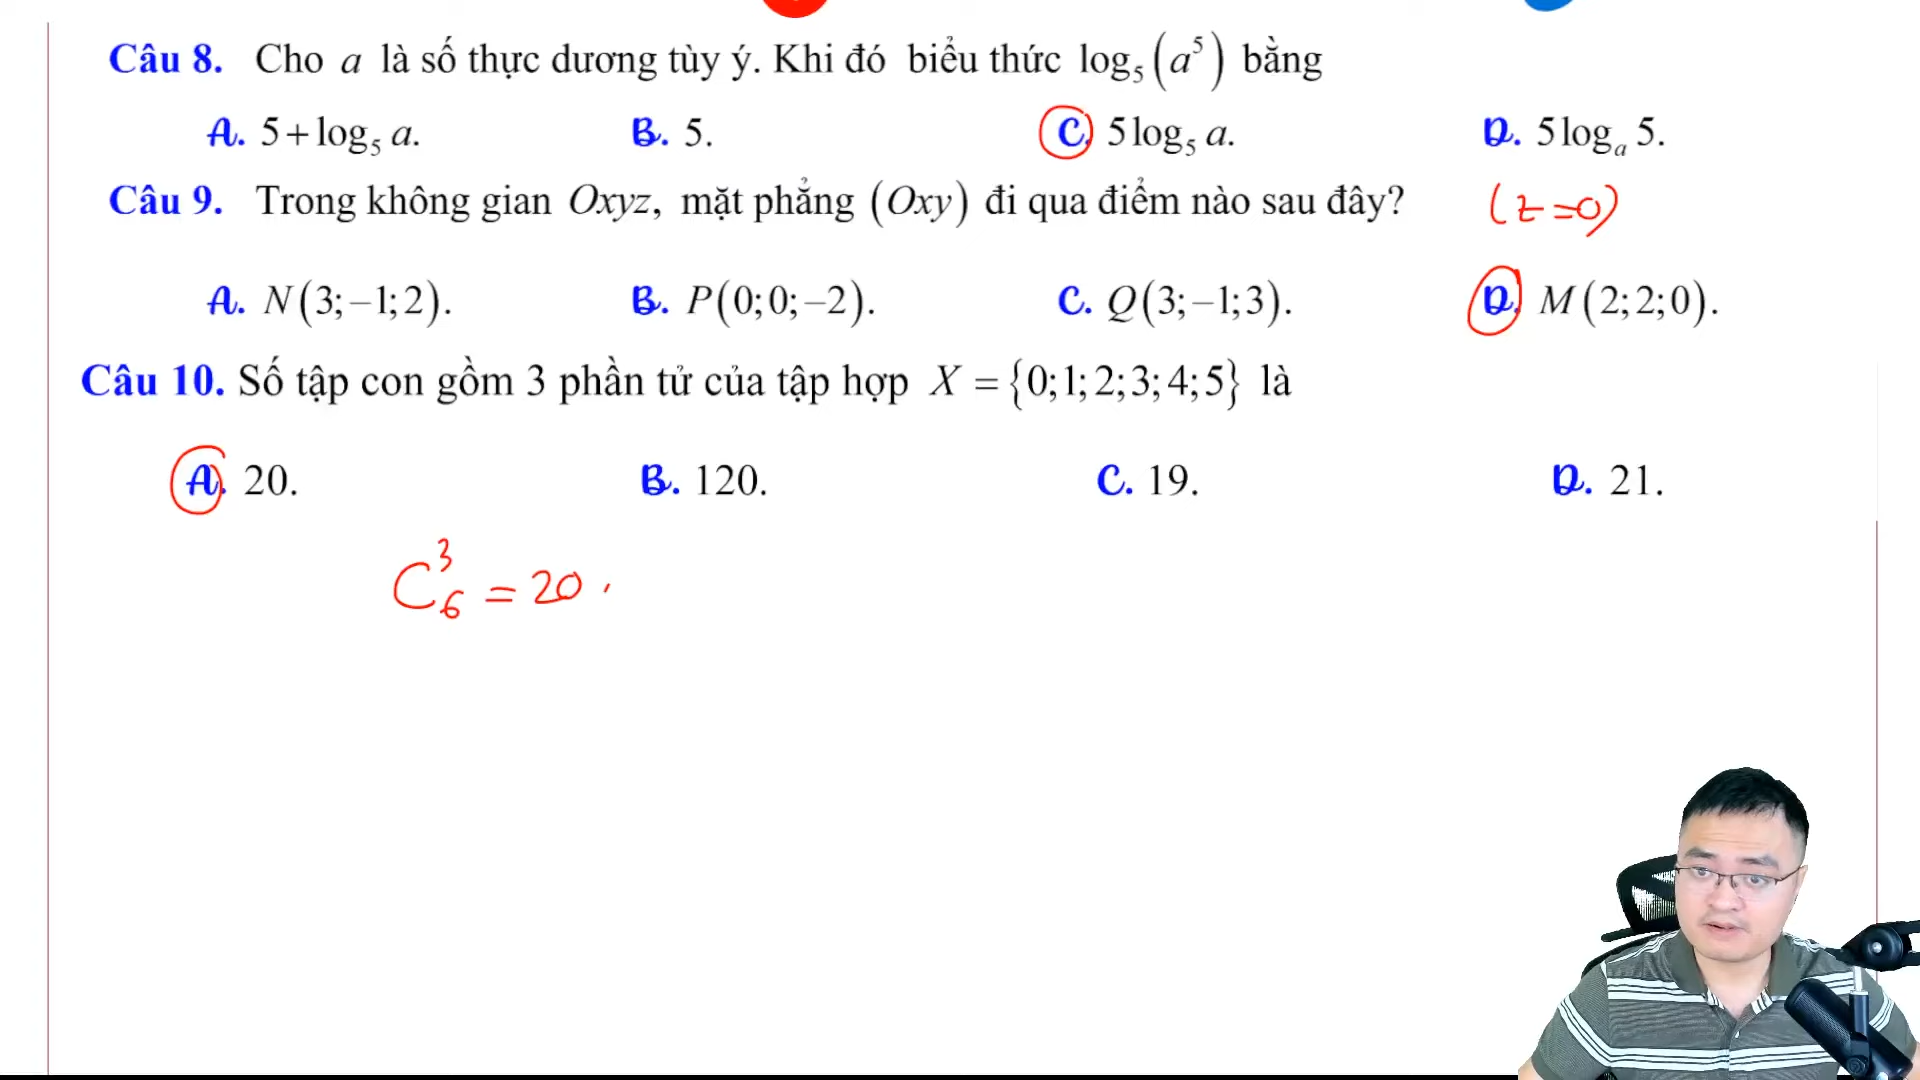 Câu 8. Cho a là số thực dương tùy ý. Khi đó biểu thức log₅(a⁵) bằng
A. 5+log₅ a. B. 5. C. 5log₅ a. D. 5logₐ 5.
Câu 9. Trong không gian Oxyz, mặt phẳng (Oxy) đi qua điểm nào sau đây? (z=0)
A. N(3;−1;2). B. P(0;0;−2). C. Q(3;−1;3). D. M(2;2;0).
Câu 10. Số tập con gồm 3 phần tử của tập hợp X = {0;1;2;3;4;5} là
A. 20. B. 120. C. 19. D. 21.
C³₆ = 20.